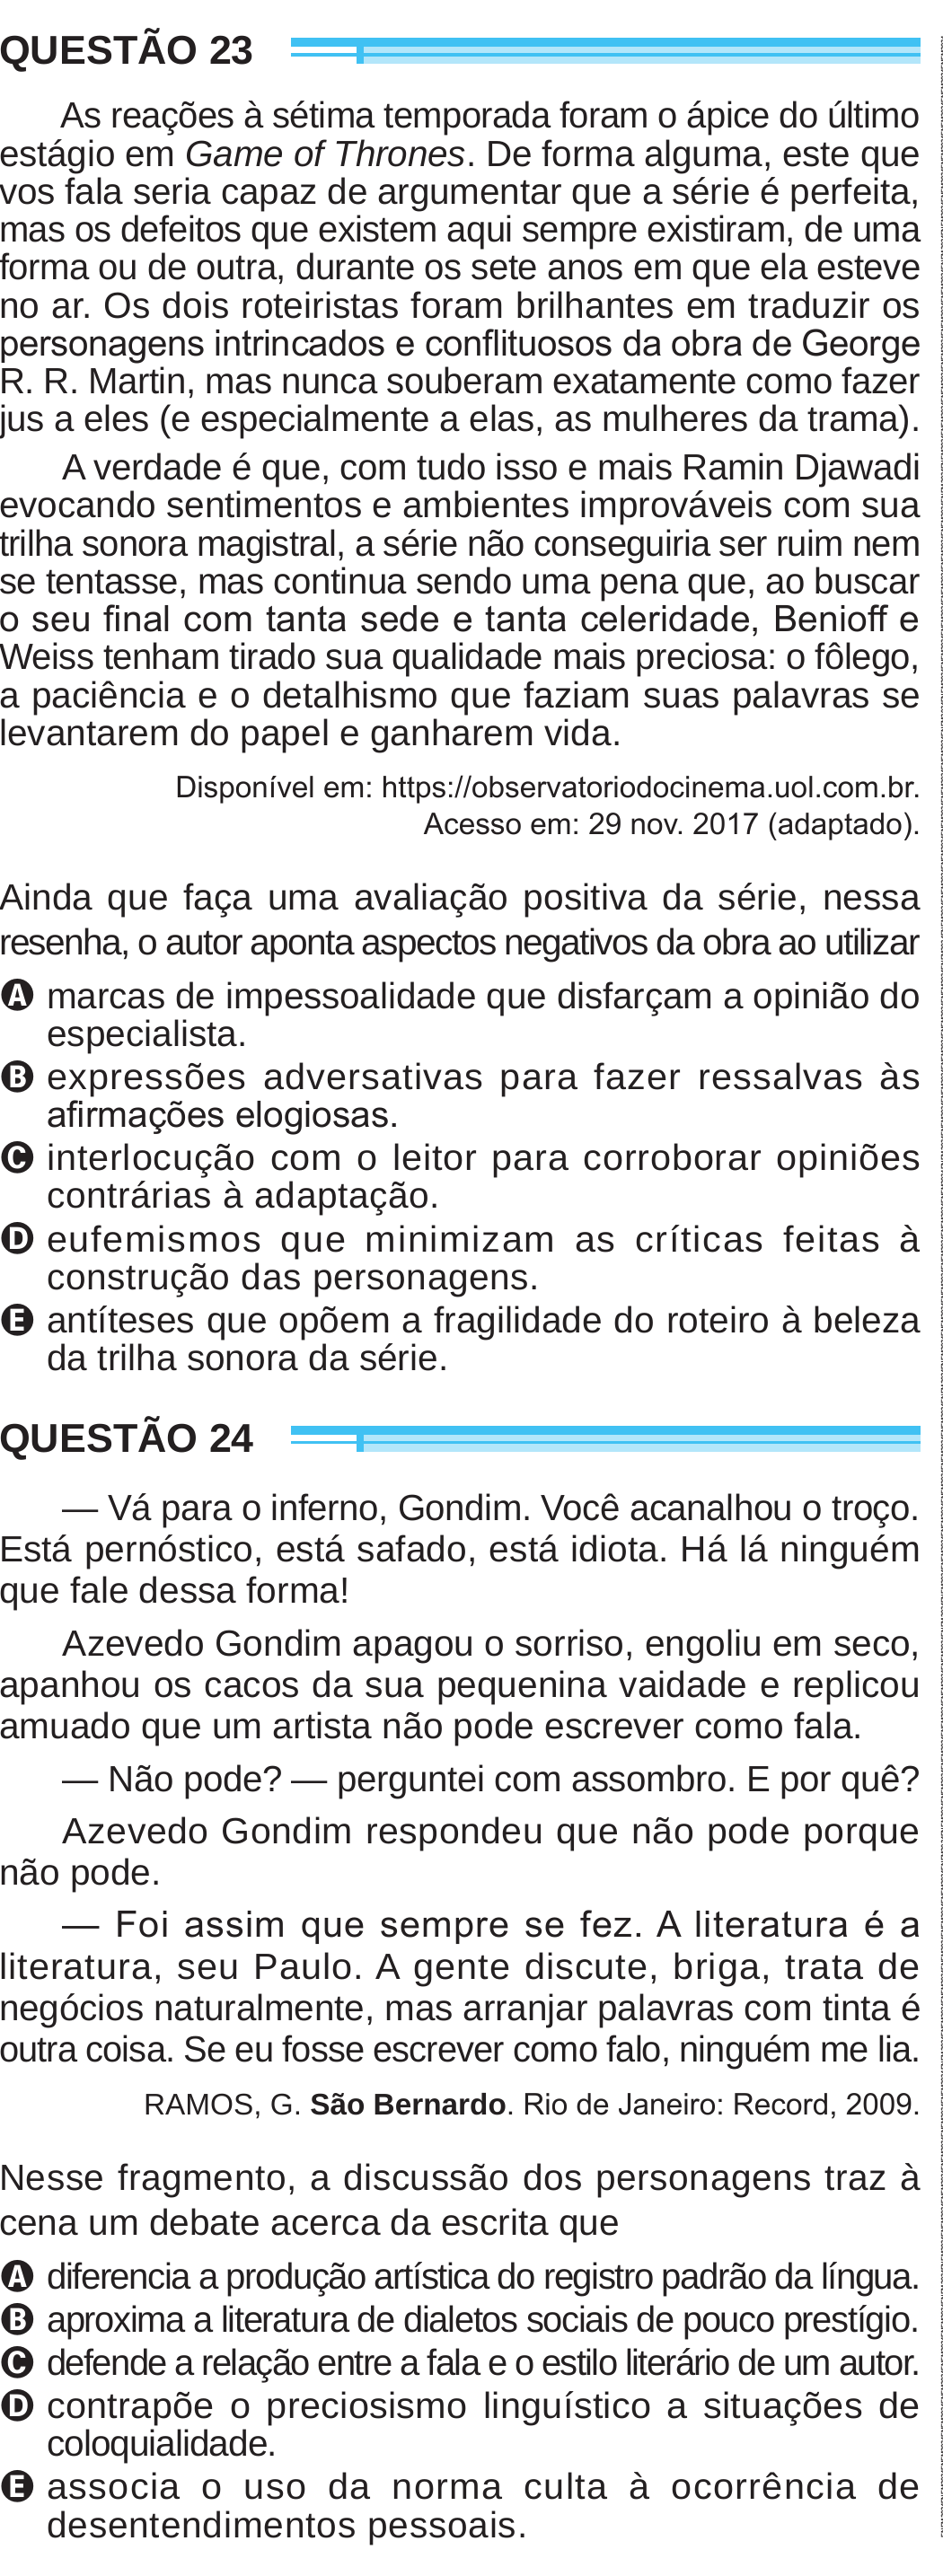 QUESTÃO 23
As reações à sétima temporada foram o ápice do último
estágio em Game of Thrones. De forma alguma, este que
vos fala seria capaz de argumentar que a série é perfeita,
mas os defeitos que existem aqui sempre existiram, de uma
forma ou de outra, durante os sete anos em que ela esteve
no ar. Os dois roteiristas foram brilhantes em traduzir os
personagens intrincados e conflituosos da obra de George
R. R. Martin, mas nunca souberam exatamente como fazer
jus a eles (e especialmente a elas, as mulheres da trama).
A verdade é que, com tudo isso e mais Ramin Djawadi
evocando sentimentos e ambientes improváveis com sua
trilha sonora magistral, a série não conseguiria ser ruim nem
se tentasse, mas continua sendo uma pena que, ao buscar
o seu final com tanta sede e tanta celeridade, Benioff e
Weiss tenham tirado sua qualidade mais preciosa: o fôlego,
a paciência e o detalhismo que faziam suas palavras se
levantarem do papel e ganharem vida.
Disponível em: https://observatoriodocinema.uol.com.br.
Acesso em: 29 nov. 2017 (adaptado).
Ainda que faça uma avaliação positiva da série, nessa
resenha, o autor aponta aspectos negativos da obra ao utilizar
A marcas de impessoalidade que disfarçam a opinião do
especialista.
B expressões adversativas para fazer ressalvas às
afirmações elogiosas.
C interlocução com o leitor para corroborar opiniões
contrárias à adaptação.
D eufemismos que minimizam as críticas feitas à
construção das personagens.
E antíteses que opõem a fragilidade do roteiro à beleza
da trilha sonora da série.
QUESTÃO 24
— Vá para o inferno, Gondim. Você acanalhou o troço.
Está pernóstico, está safado, está idiota. Há lá ninguém
que fale dessa forma!
Azevedo Gondim apagou o sorriso, engoliu em seco,
apanhou os cacos da sua pequenina vaidade e replicou
amuado que um artista não pode escrever como fala.
— Não pode? — perguntei com assombro. E por quê?
Azevedo Gondim respondeu que não pode porque
não pode.
— Foi assim que sempre se fez. A literatura é a
literatura, seu Paulo. A gente discute, briga, trata de
negócios naturalmente, mas arranjar palavras com tinta é
outra coisa. Se eu fosse escrever como falo, ninguém me lia.
RAMOS, G. São Bernardo. Rio de Janeiro: Record, 2009.
Nesse fragmento, a discussão dos personagens traz à
cena um debate acerca da escrita que
A diferencia a produção artística do registro padrão da língua.
B aproxima a literatura de dialetos sociais de pouco prestígio.
C defende a relação entre a fala e o estilo literário de um autor.
D contrapõe o preciosismo linguístico a situações de
coloquialidade.
E associa o uso da norma culta à ocorrência de
desentendimentos pessoais.